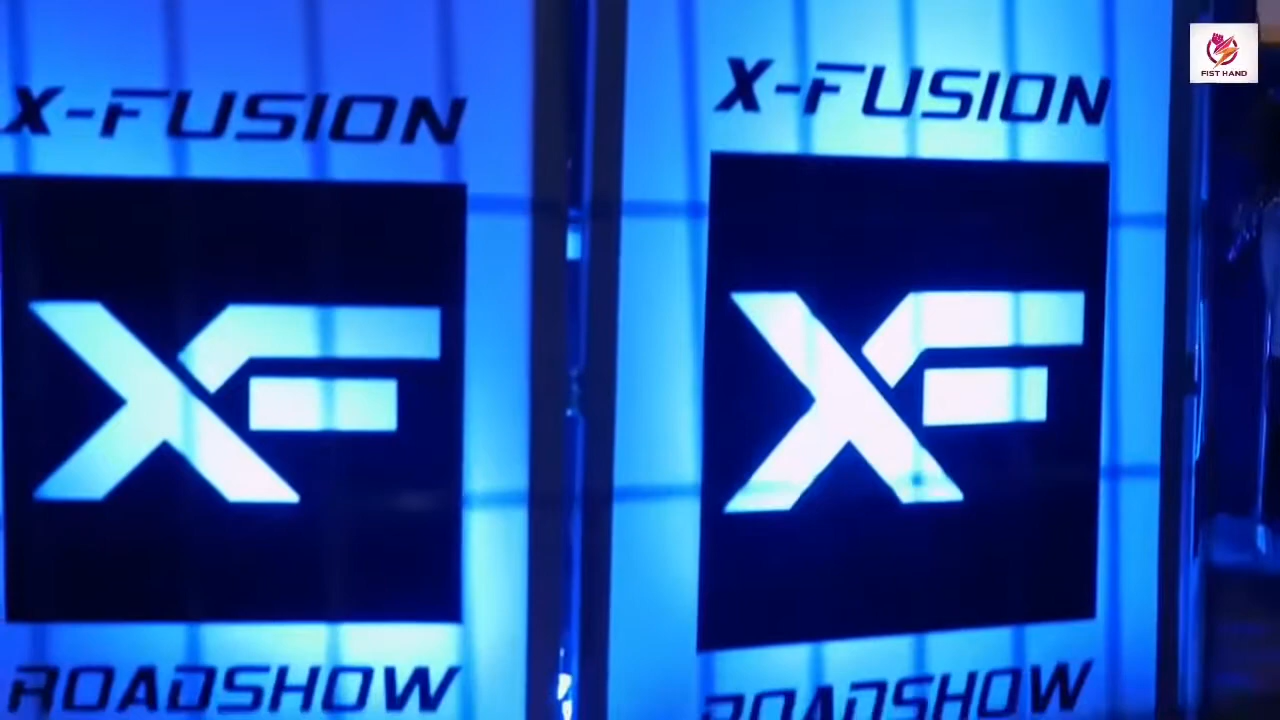 X-FUSION
XF
ROADSHOW
X-FUSION
XF
ROADSHOW
FIST HAND